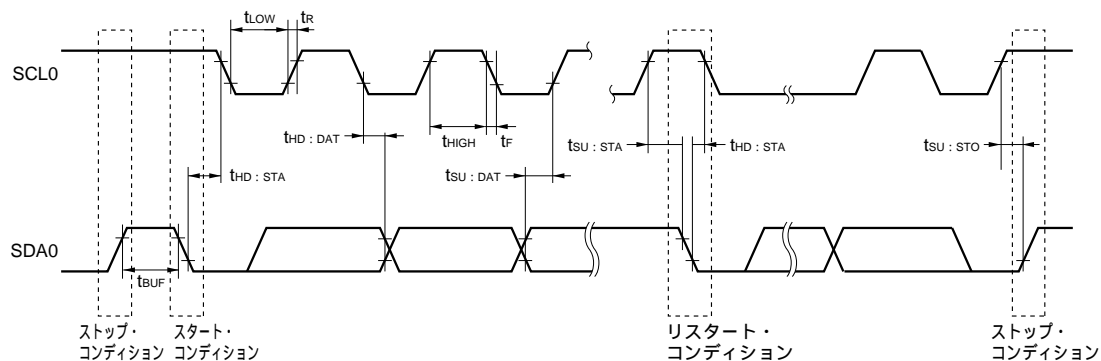 tLOW
tR
SCL0
tHD : DAT
tHIGH
tF
tSU : STA
tHD : STA
tSU : STO
tHD : STA
tSU : DAT
SDA0
tBUF
ストップ・
コンディション
スタート・
コンディション
リスタート・
コンディション
ストップ・
コンディション